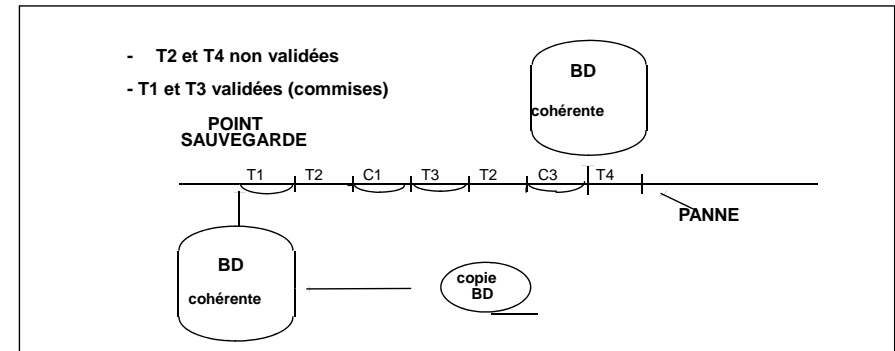 - T2 et T4 non validées
- T1 et T3 validées (commises)
POINT
SAUVEGARDE
BD
cohérente
T1 T2 C1 T3 T2 C3 T4
PANNE
BD
cohérente
copie
BD